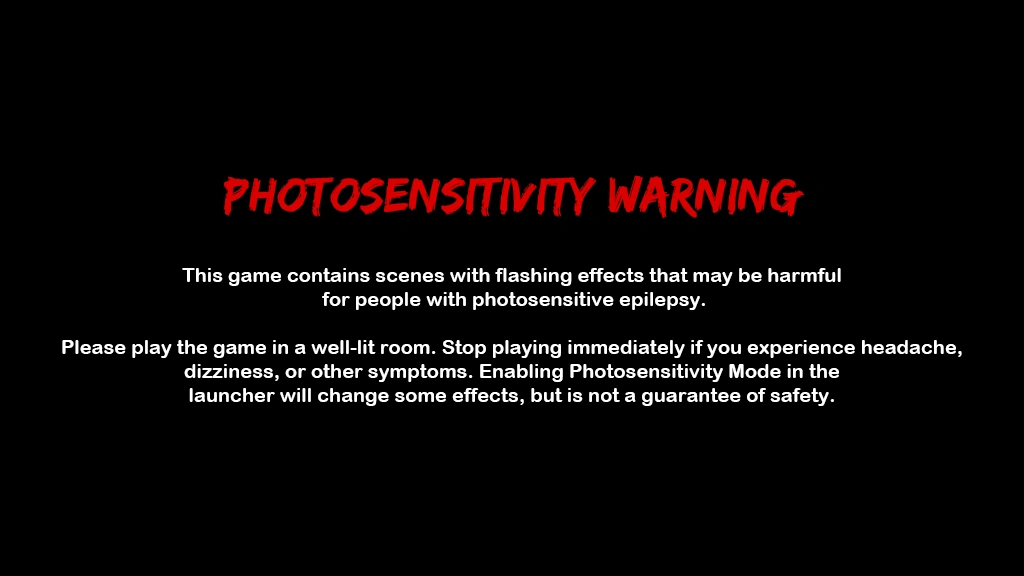 PHOTOSENSITIVITY WARNING
This game contains scenes with flashing effects that may be harmful
for people with photosensitive epilepsy.
Please play the game in a well-lit room. Stop playing immediately if you experience headache,
dizziness, or other symptoms. Enabling Photosensitivity Mode in the
launcher will change some effects, but is not a guarantee of safety.